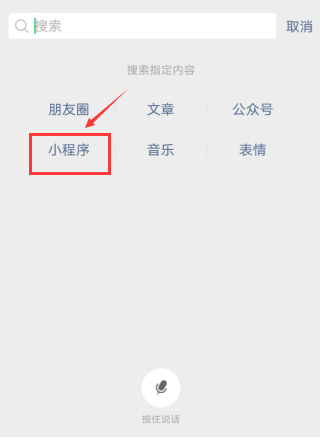 搜索 取消
搜索指定内容
朋友圈 文章 公众号
小程序 音乐 表情
按住说话